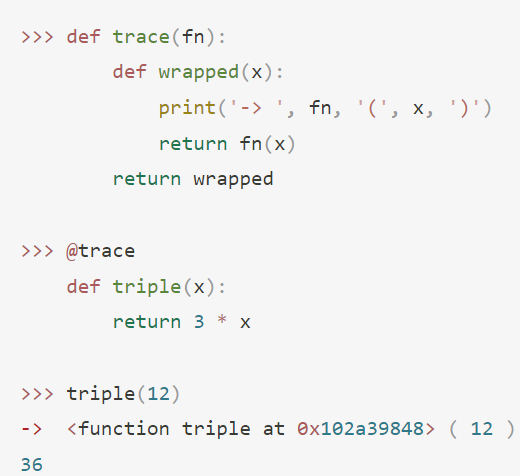 >>> def trace(fn):
        def wrapped(x):
            print('-> ', fn, '(', x, ')')
            return fn(x)
        return wrapped

>>> @trace
    def triple(x):
        return 3 * x

>>> triple(12)
->  <function triple at 0x102a39848> ( 12 )
36